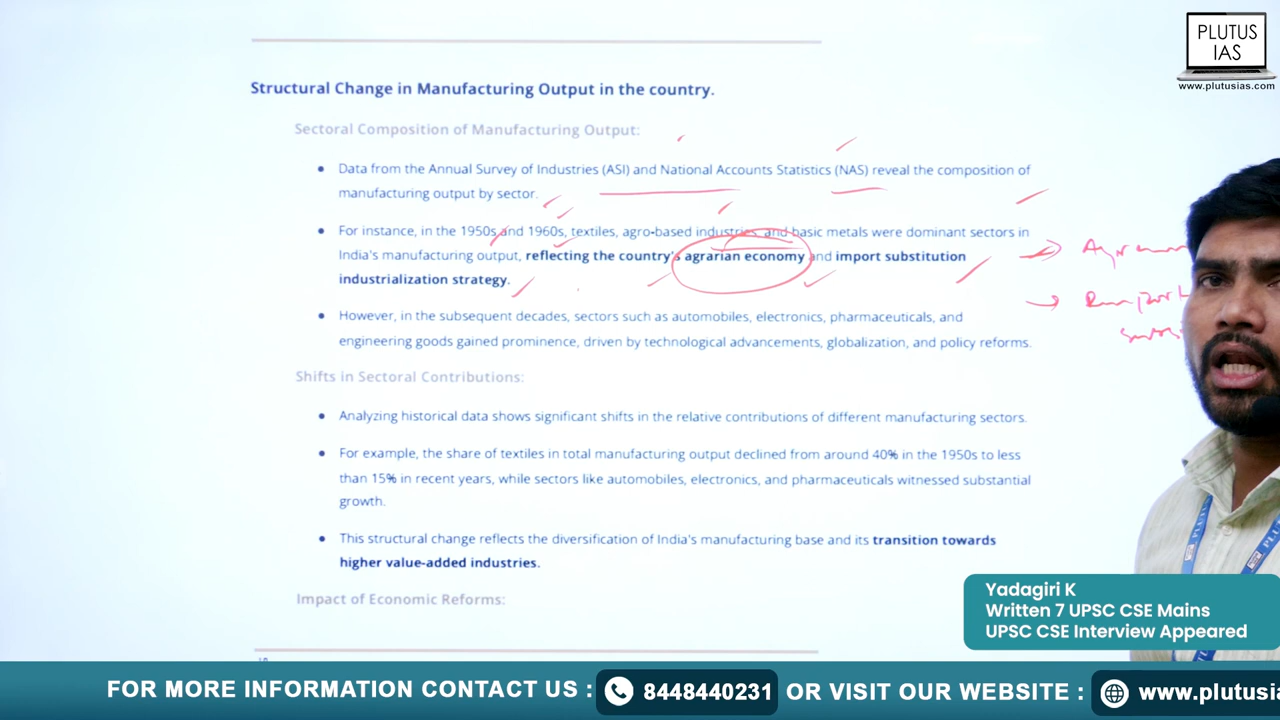 PLUTUS
IAS
www.plutusias.com
Structural Change in Manufacturing Output in the country.
Sectoral Composition of Manufacturing Output:
• Data from the Annual Survey of Industries (ASI) and National Accounts Statistics (NAS) reveal the composition of
manufacturing output by sector.
• For instance, in the 1950s and 1960s, textiles, agro-based industries, and basic metals were dominant sectors in
India's manufacturing output, reflecting the country's agrarian economy and import substitution
industrialization strategy.
• However, in the subsequent decades, sectors such as automobiles, electronics, pharmaceuticals, and
engineering goods gained prominence, driven by technological advancements, globalization, and policy reforms.
Shifts in Sectoral Contributions:
• Analyzing historical data shows significant shifts in the relative contributions of different manufacturing sectors.
• For example, the share of textiles in total manufacturing output declined from around 40% in the 1950s to less
than 15% in recent years, while sectors like automobiles, electronics, and pharmaceuticals witnessed substantial
growth.
• This structural change reflects the diversification of India's manufacturing base and its transition towards
higher value-added industries.
Impact of Economic Reforms:
Yadagiri K
Written 7 UPSC CSE Mains
UPSC CSE Interview Appeared
FOR MORE INFORMATION CONTACT US : 8448440231 OR VISIT OUR WEBSITE : www.plutusia